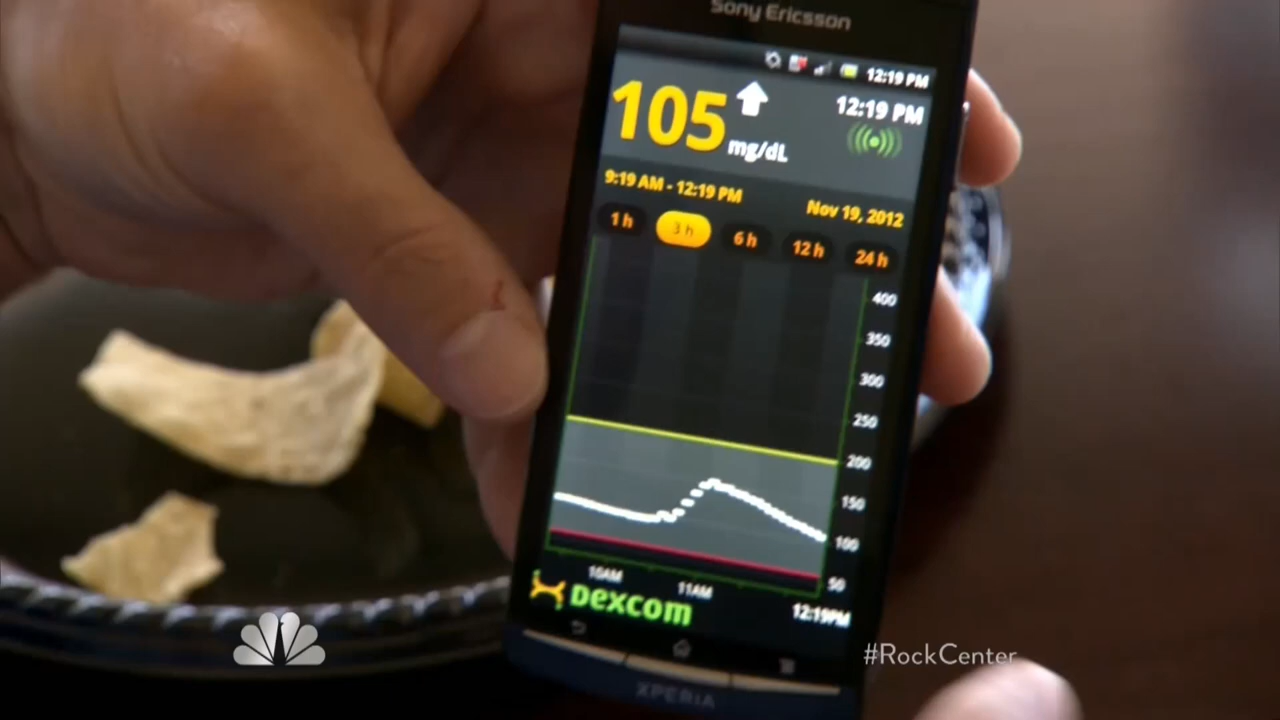 Sony Ericsson
12:19 PM
105 mg/dL
12:19 PM
9:19 AM - 12:19 PM
Nov 19, 2012
1 h 3 h 6 h 12 h 24 h
400
350
300
250
200
150
100
50
10AM 11AM 12:19PM
Dexcom
XPERIA
#RockCenter